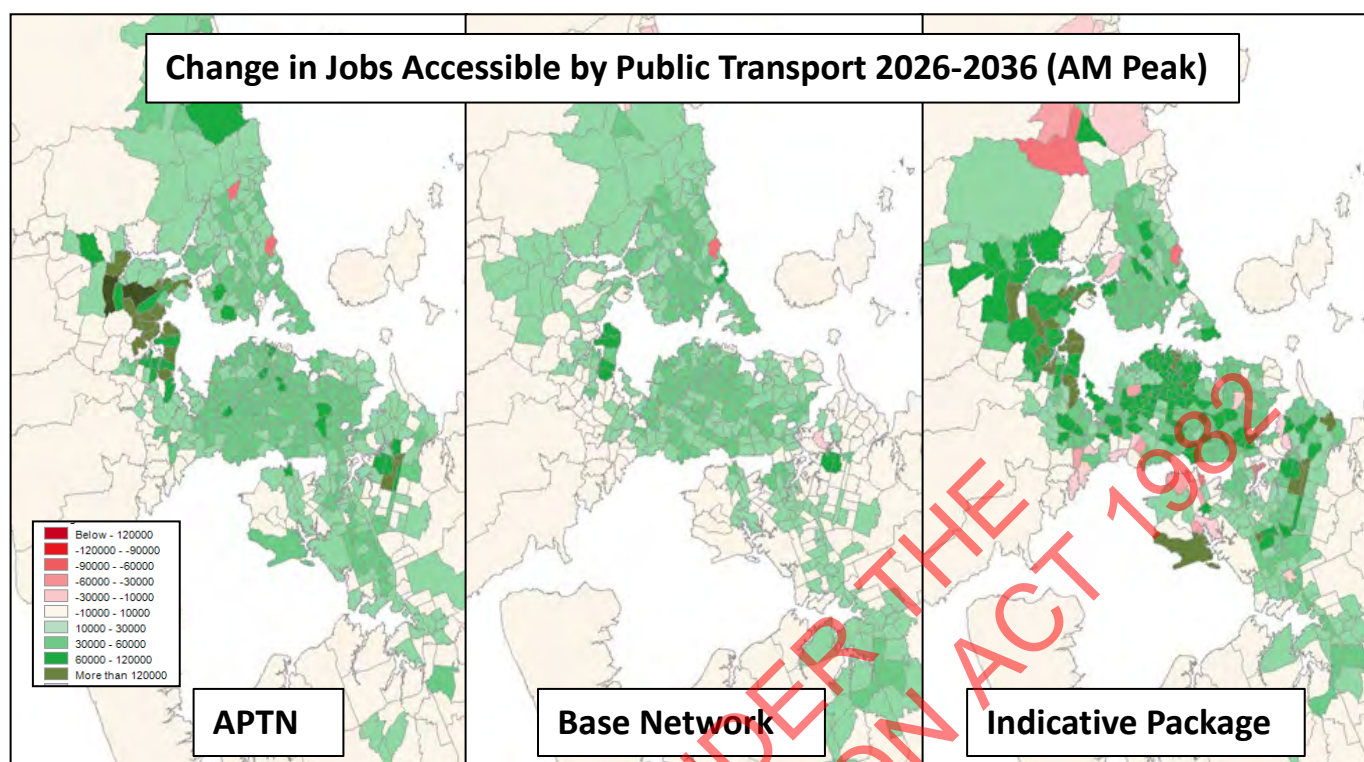 Change in Jobs Accessible by Public Transport 2026-2036 (AM Peak)
Below - 120000
-120000 - -90000
-90000 - -60000
-60000 - -30000
-30000 - -10000
-10000 - 10000
10000 - 30000
30000 - 60000
60000 - 120000
More than 120000
APTN
Base Network
Indicative Package
UNDER THE
ON ACT 1982